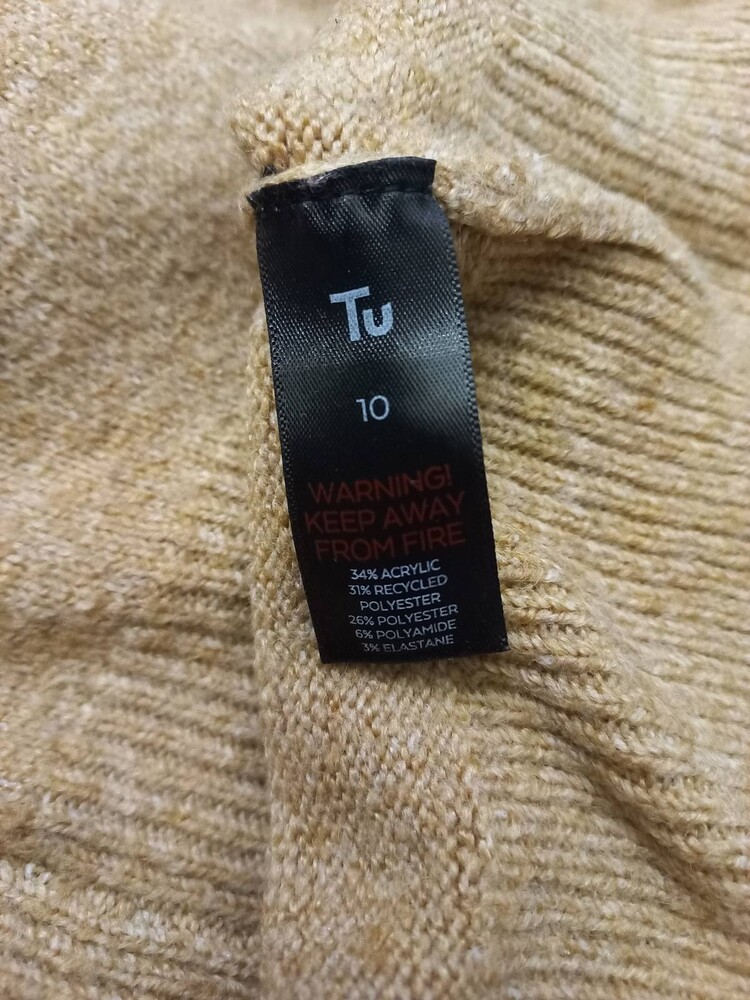 Tu
10
WARNING!
KEEP AWAY
FROM FIRE
34% ACRYLIC
31% RECYCLED
POLYESTER
26% POLYESTER
6% POLYAMIDE
3% ELASTANE